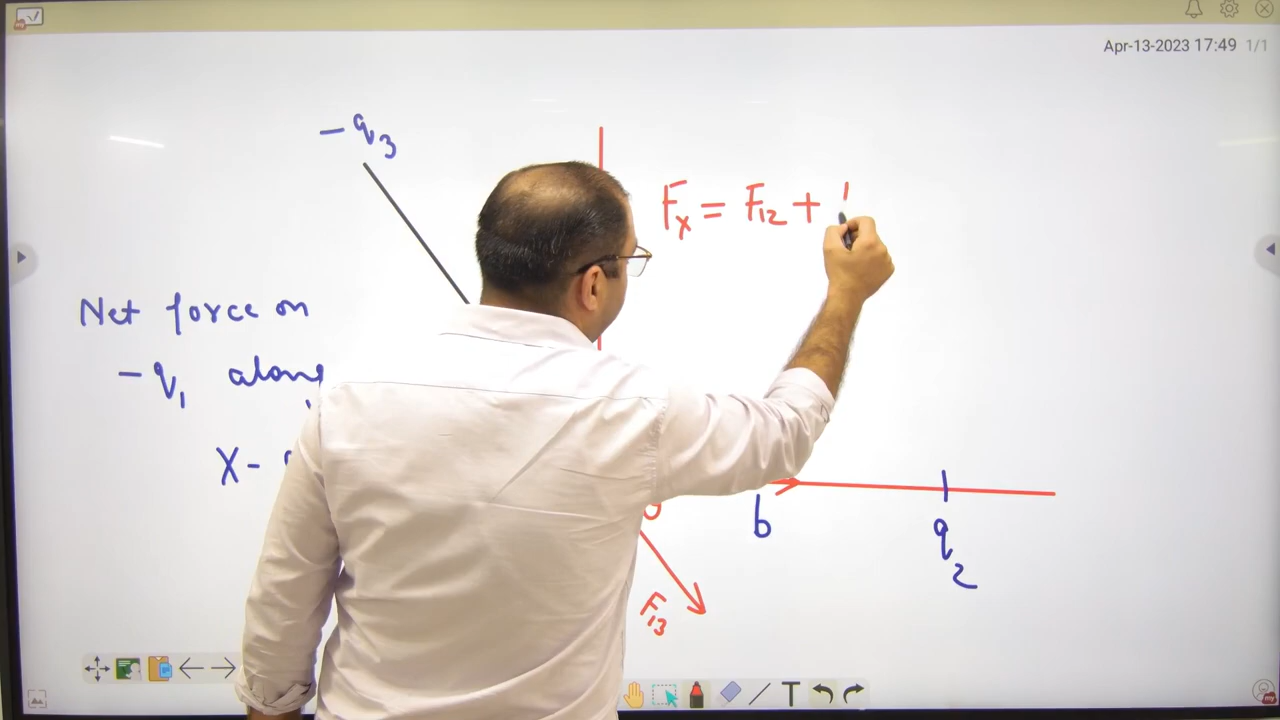 Apr-13-2023 17:49 1/1
-q₃
Fₓ = F₁₂ +
Net force on
-q₁ along
X-
b
q₂
F₁₃
T